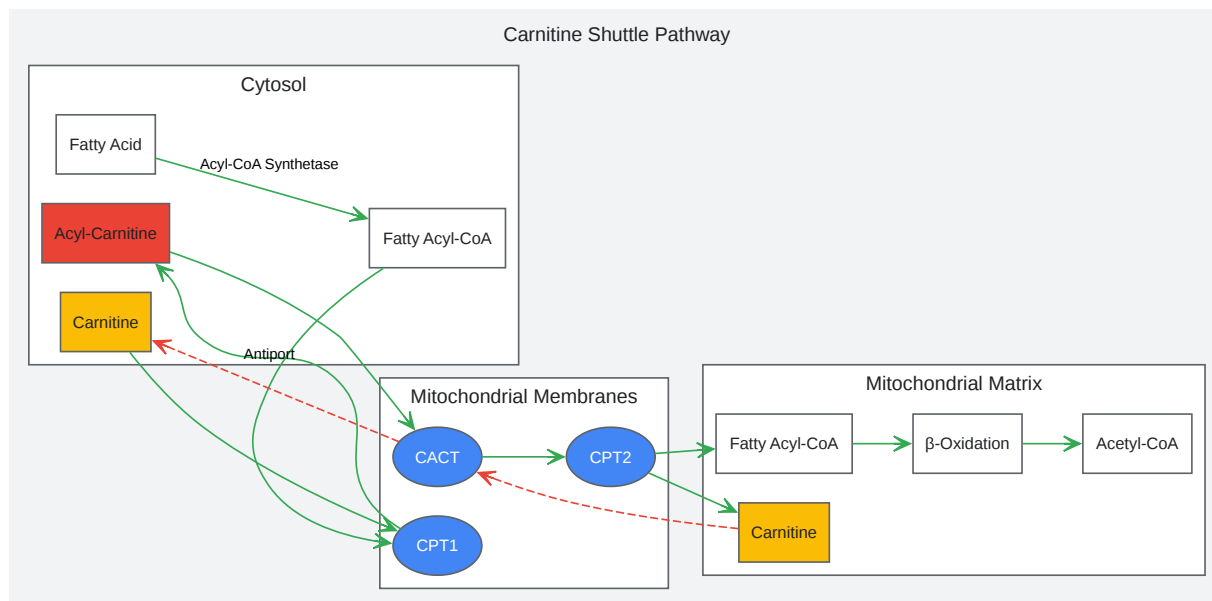 Carnitine Shuttle Pathway
Cytosol
Fatty Acid
Acyl-CoA Synthetase
Acyl-Carnitine
Fatty Acyl-CoA
Carnitine
Antiport
Mitochondrial Membranes
CACT
CPT2
CPT1
Mitochondrial Matrix
Fatty Acyl-CoA
β-Oxidation
Acetyl-CoA
Carnitine